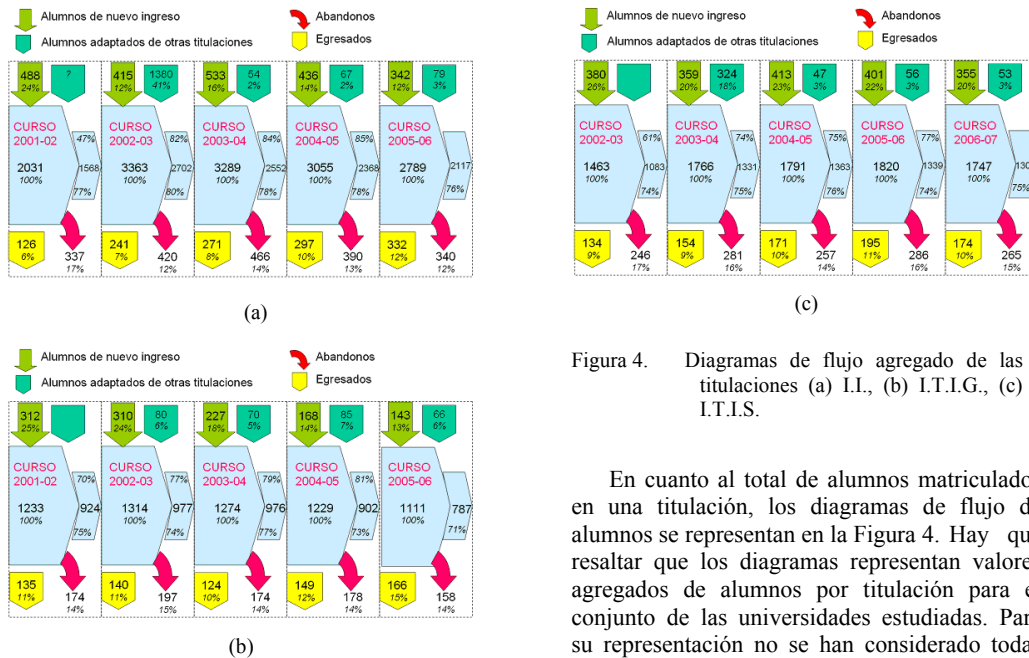 Alumnos de nuevo ingreso
Abandonos
Alumnos adaptados de otras titulaciones
Egresados
488 ? 415 1380 533 54 436 67 342 79
24% 12% 41% 16% 2% 14% 2% 12% 3%
CURSO 2001-02 47% CURSO 2002-03 82% CURSO 2003-04 84% CURSO 2004-05 85% CURSO 2005-06
2031 1568 3363 2702 3289 2552 3055 2368 2789 2117
100% 77% 100% 80% 100% 78% 100% 78% 100% 76%
126 241 271 297 332
6% 7% 8% 10% 12%
337 420 466 390 340
17% 12% 14% 13% 12%
(a)
Alumnos de nuevo ingreso
Abandonos
Alumnos adaptados de otras titulaciones
Egresados
312 310 80 227 70 168 85 143 66
25% 24% 6% 18% 5% 14% 7% 13% 6%
CURSO 2001-02 70% CURSO 2002-03 77% CURSO 2003-04 79% CURSO 2004-05 81% CURSO 2005-06
1233 924 1314 977 1274 976 1229 902 1111 787
100% 75% 100% 74% 100% 77% 100% 73% 100% 71%
135 140 124 149 166
11% 11% 10% 12% 15%
174 197 174 178 158
14% 15% 14% 14% 14%
(b)
Alumnos de nuevo ingreso
Abandonos
Alumnos adaptados de otras titulaciones
Egresados
380 359 324 413 47 401 56 355 53
26% 20% 18% 23% 3% 22% 3% 20% 3%
CURSO 2002-03 61% CURSO 2003-04 74% CURSO 2004-05 75% CURSO 2005-06 77% CURSO 2006-07
1463 1083 1766 1331 1791 1363 1820 1339 1747 130
100% 74% 100% 75% 100% 76% 100% 74% 100% 75%
134 154 171 195 174
9% 9% 10% 11% 10%
246 281 257 286 265
17% 16% 14% 16% 15%
(c)
Figura 4. Diagramas de flujo agregado de las
titulaciones (a) I.I., (b) I.T.I.G., (c)
I.T.I.S.
En cuanto al total de alumnos matriculado
en una titulación, los diagramas de flujo d
alumnos se representan en la Figura 4. Hay qu
resaltar que los diagramas representan valore
agregados de alumnos por titulación para e
conjunto de las universidades estudiadas. Par
su representación no se han considerado toda